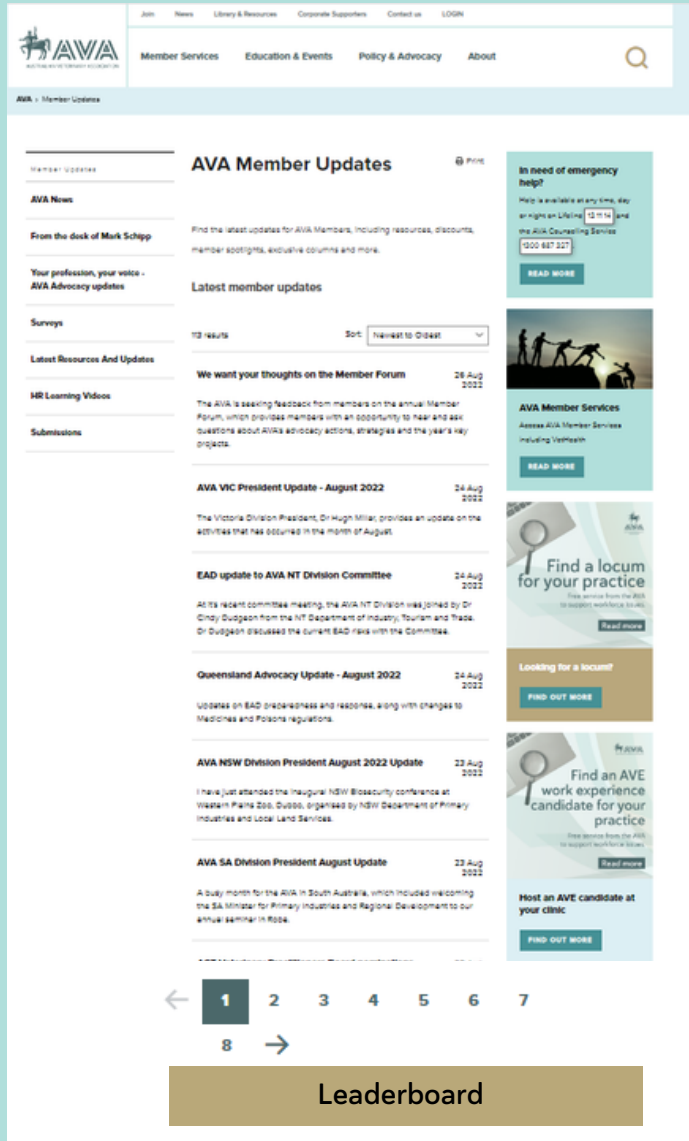 Join News Library & Resources Corporate Supporters Contact us LOGIN
AVA
AUSTRALIAN VETERINARY ASSOCIATION
Member Services Education & Events Policy & Advocacy About
AVA > Member Updates
Member Updates
AVA News
From the desk of Mark Schipp
Your profession, your voice -
AVA Advocacy updates
Surveys
Latest Resources And Updates
HR Learning Videos
Submissions
AVA Member Updates
Print
Find the latest updates for AVA Members, including resources, discounts,
member spotlights, exclusive columns and more.
Latest member updates
113 results
Sort: Newest to Oldest
We want your thoughts on the Member Forum 26 Aug
2022
The AVA is seeking feedback from members on the annual Member
Forum, which provides members with an opportunity to hear and ask
questions about AVA's advocacy actions, strategies and the year's key
projects.
AVA VIC President Update - August 2022 24 Aug
2022
The Victoria Division President, Dr Hugh Millar, provides an update on the
activities that has occurred in the month of August.
EAD update to AVA NT Division Committee 24 Aug
2022
At its recent committee meeting, the AVA NT Division was joined by Dr
Cindy Dudgeon from the NT Department of Industry, Tourism and Trade.
Dr Dudgeon discussed the current EAD risks with the Committee.
Queensland Advocacy Update - August 2022 24 Aug
2022
Updates on EAD preparedness and response, along with changes to
Medicines and Poisons regulations.
AVA NSW Division President August 2022 Update 23 Aug
2022
I have just attended the inaugural NSW Biosecurity conference at
Western Plains Zoo, Dubbo, organised by NSW Department of Primary
Industries and Local Land Services.
AVA SA Division President August Update 23 Aug
2022
A busy month for the AVA in South Australia, which included welcoming
the SA Minister for Primary Industries and Regional Development to our
annual seminar in Robe.
In need of emergency
help?
Help is available at any time, day
or night on Lifeline 13 11 14 and
the AVA Counselling Service
1300 687 327.
READ MORE
AVA Member Services
Access AVA Member Services
including VetHealth
READ MORE
AVA
Find a locum
for your practice
Free service from the AVA
to support workforce issues.
Read more
Looking for a locum?
FIND OUT MORE
AVA
Find an AVE
work experience
candidate for your
practice
Free service from the AVA
to support workforce issues.
Read more
Host an AVE candidate at
your clinic
FIND OUT MORE
← 1 2 3 4 5 6 7
8 →
Leaderboard